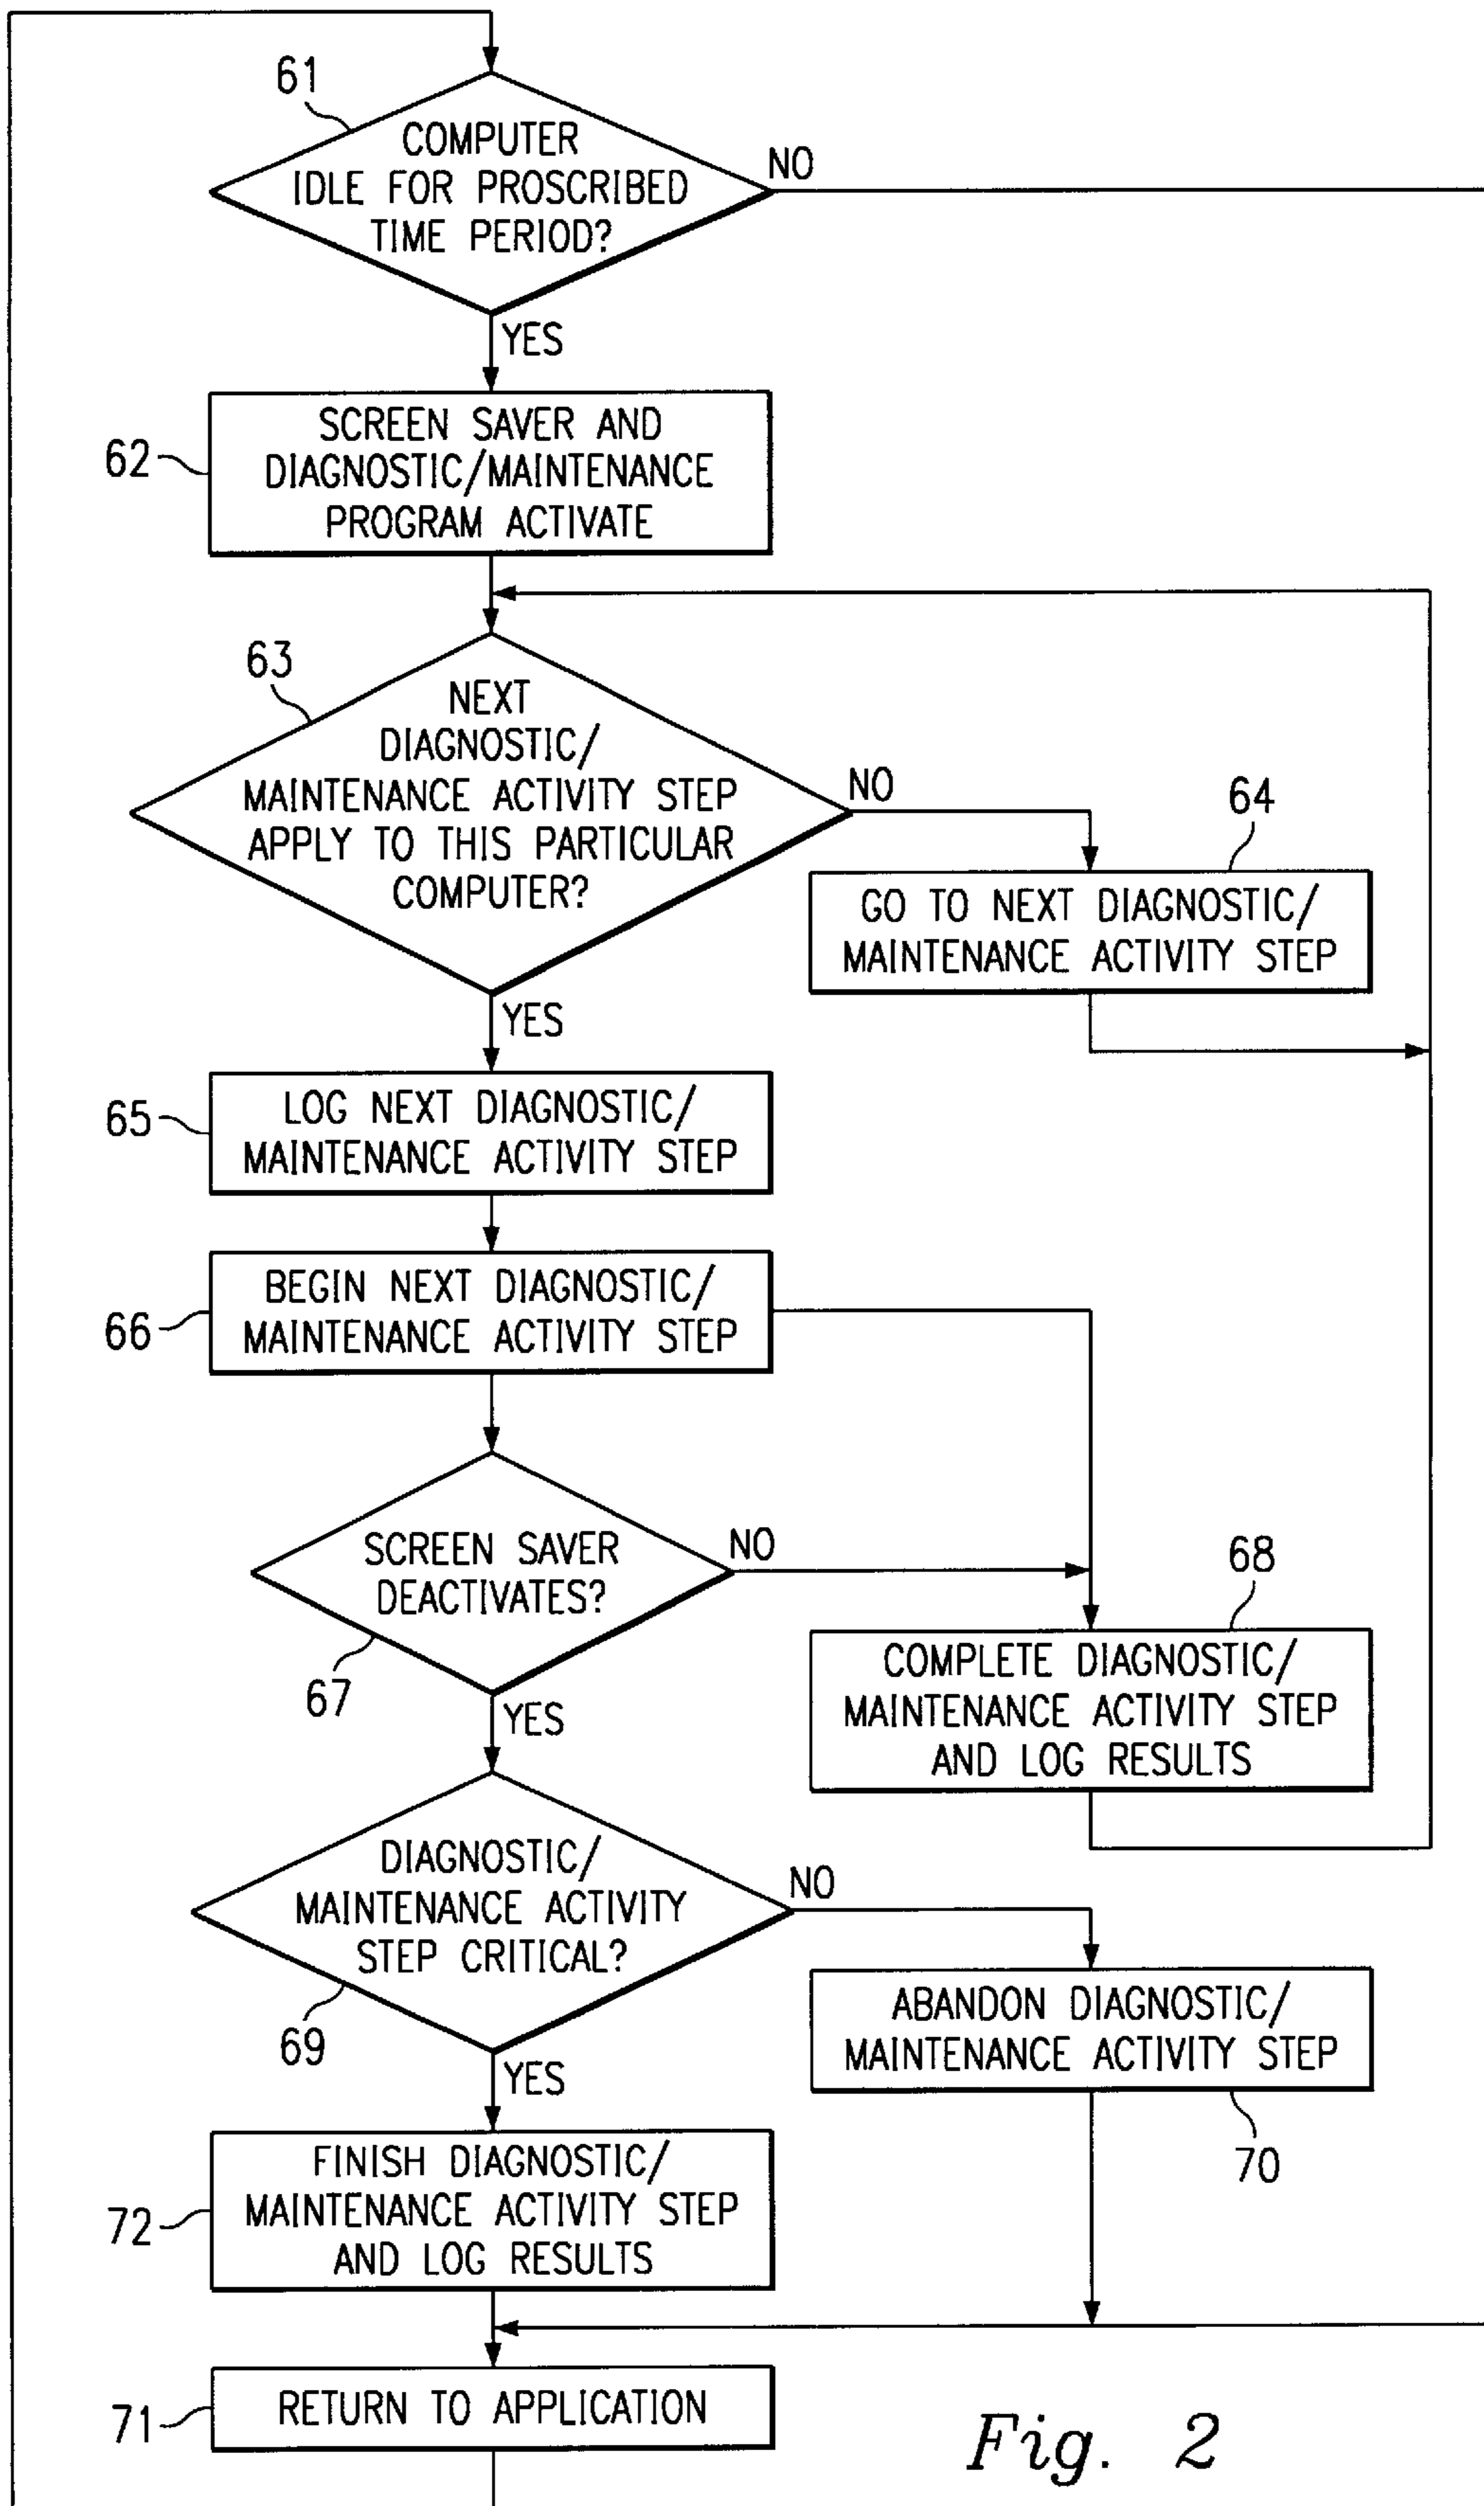 61
COMPUTER
IDLE FOR PROSCRIBED
TIME PERIOD?
NO
YES
62
SCREEN SAVER AND
DIAGNOSTIC/MAINTENANCE
PROGRAM ACTIVATE
63
NEXT
DIAGNOSTIC/
MAINTENANCE ACTIVITY STEP
APPLY TO THIS PARTICULAR
COMPUTER?
NO
64
GO TO NEXT DIAGNOSTIC/
MAINTENANCE ACTIVITY STEP
YES
65
LOG NEXT DIAGNOSTIC/
MAINTENANCE ACTIVITY STEP
66
BEGIN NEXT DIAGNOSTIC/
MAINTENANCE ACTIVITY STEP
SCREEN SAVER
DEACTIVATES?
NO
67
YES
68
COMPLETE DIAGNOSTIC/
MAINTENANCE ACTIVITY STEP
AND LOG RESULTS
DIAGNOSTIC/
MAINTENANCE ACTIVITY
STEP CRITICAL?
NO
69
YES
ABANDON DIAGNOSTIC/
MAINTENANCE ACTIVITY STEP
70
72
FINISH DIAGNOSTIC/
MAINTENANCE ACTIVITY STEP
AND LOG RESULTS
71
RETURN TO APPLICATION
Fig. 2